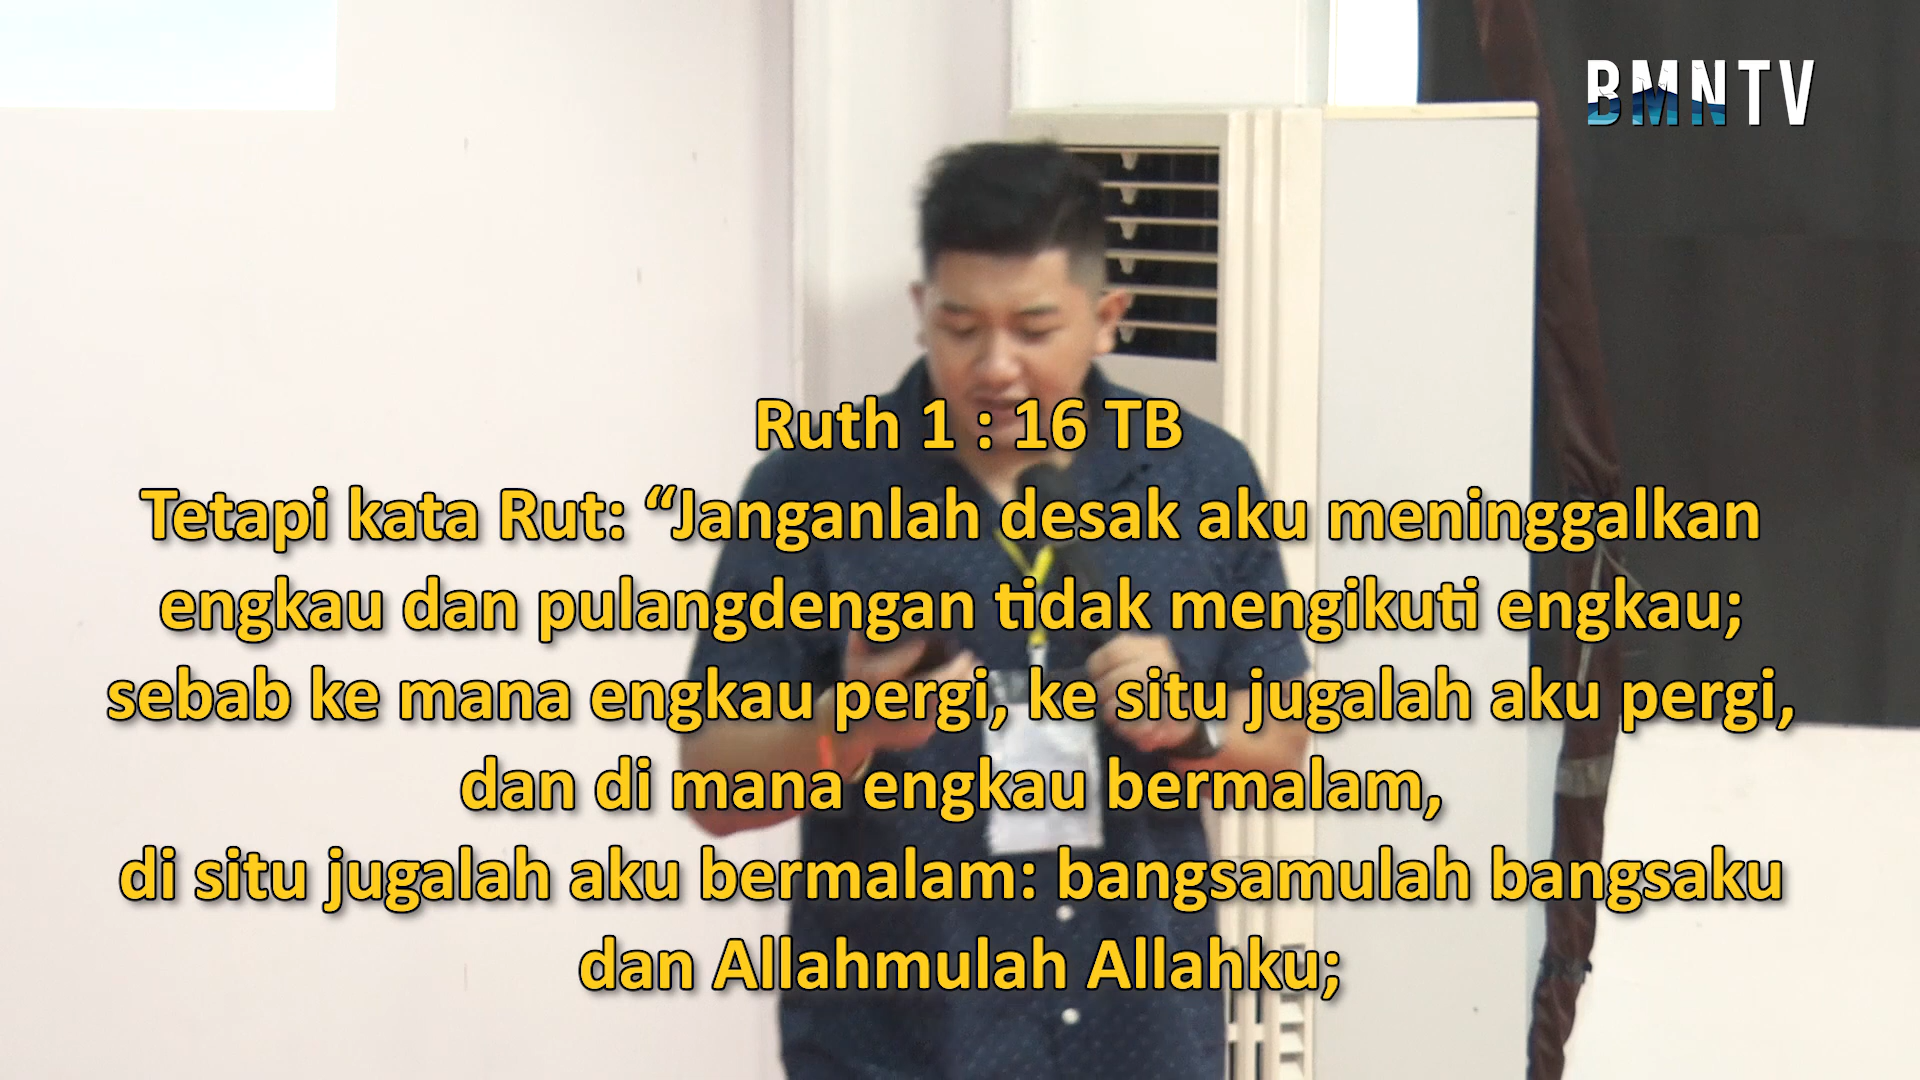 BMNTV
Ruth 1 : 16 TB
Tetapi kata Rut: “Janganlah desak aku meninggalkan
engkau dan pulangdengan tidak mengikuti engkau;
sebab ke mana engkau pergi, ke situ jugalah aku pergi,
dan di mana engkau bermalam,
di situ jugalah aku bermalam: bangsamulah bangsaku
dan Allahmulah Allahku;